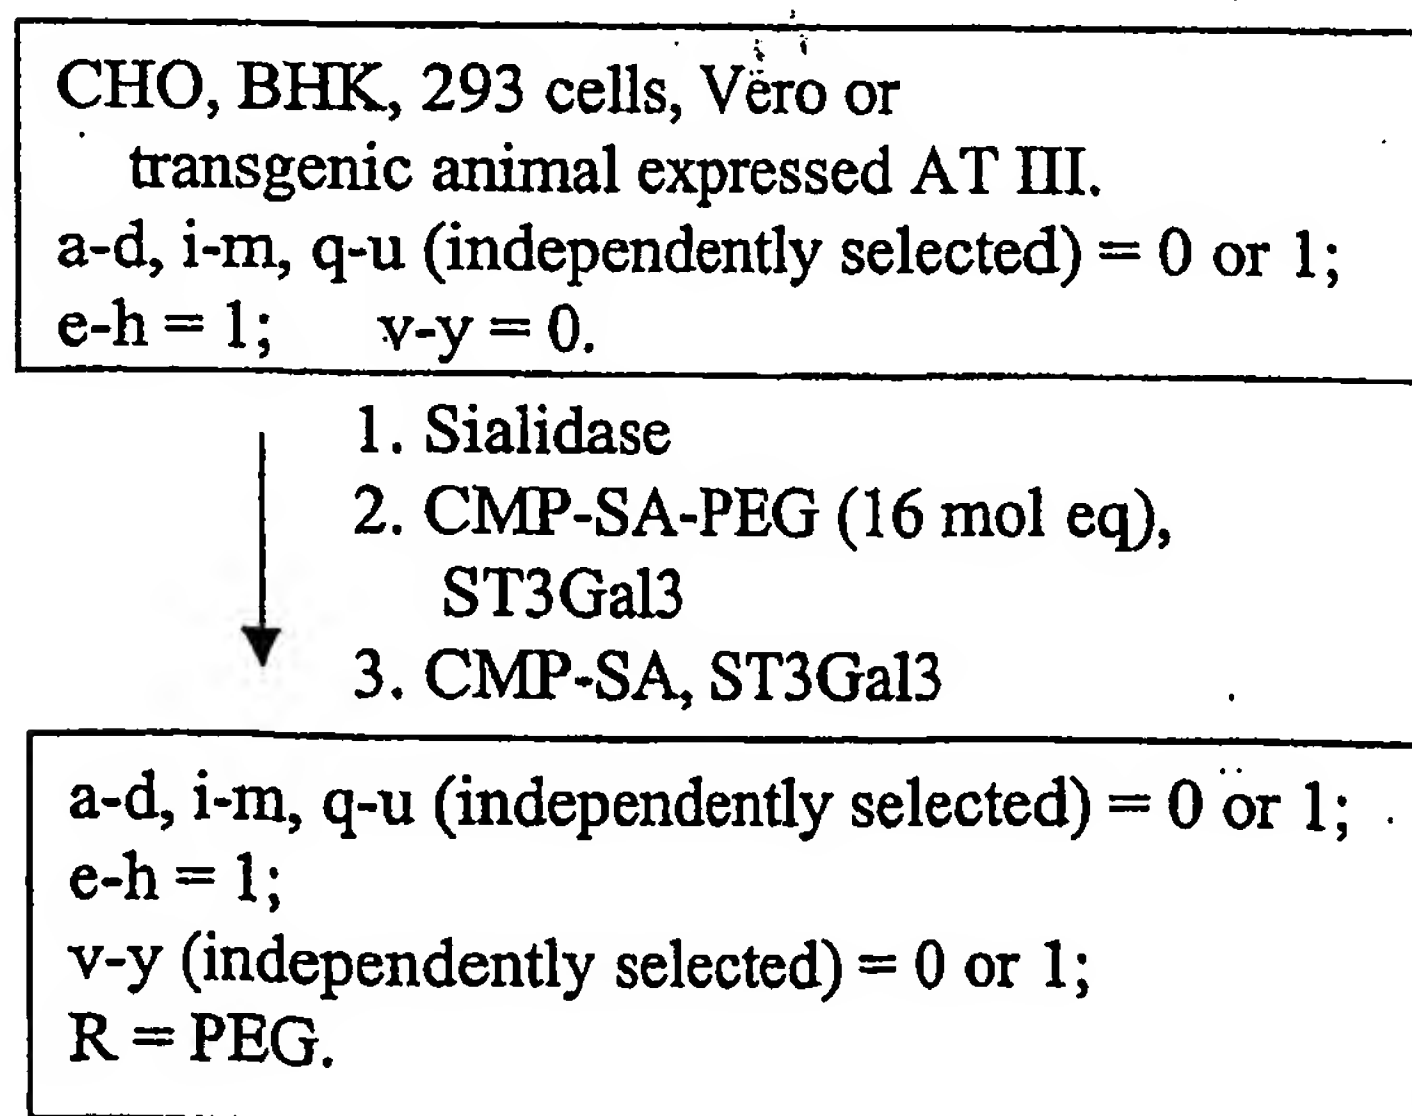 CHO, BHK, 293 cells, Vero or
transgenic animal expressed AT III.
a-d, i-m, q-u (independently selected) = 0 or 1;
e-h = 1; v-y = 0.
1. Sialidase
2. CMP-SA-PEG (16 mol eq),
ST3Gal3
3. CMP-SA, ST3Gal3
a-d, i-m, q-u (independently selected) = 0 or 1;
e-h = 1;
v-y (independently selected) = 0 or 1;
R = PEG.